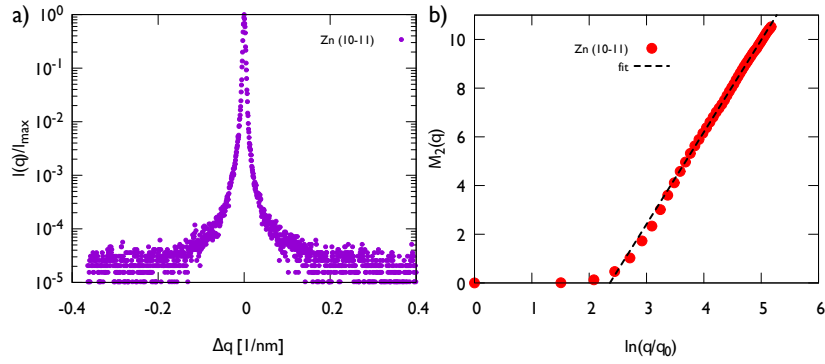 a)
Zn (10-11)
10^0
10^-1
10^-2
10^-3
10^-4
10^-5
I(q)/I_max
-0.4
-0.2
0
0.2
0.4
Δq [1/nm]
b)
Zn (10-11)
fit
10
8
6
4
2
0
M_2(q)
0
1
2
3
4
5
6
ln(q/q_0)